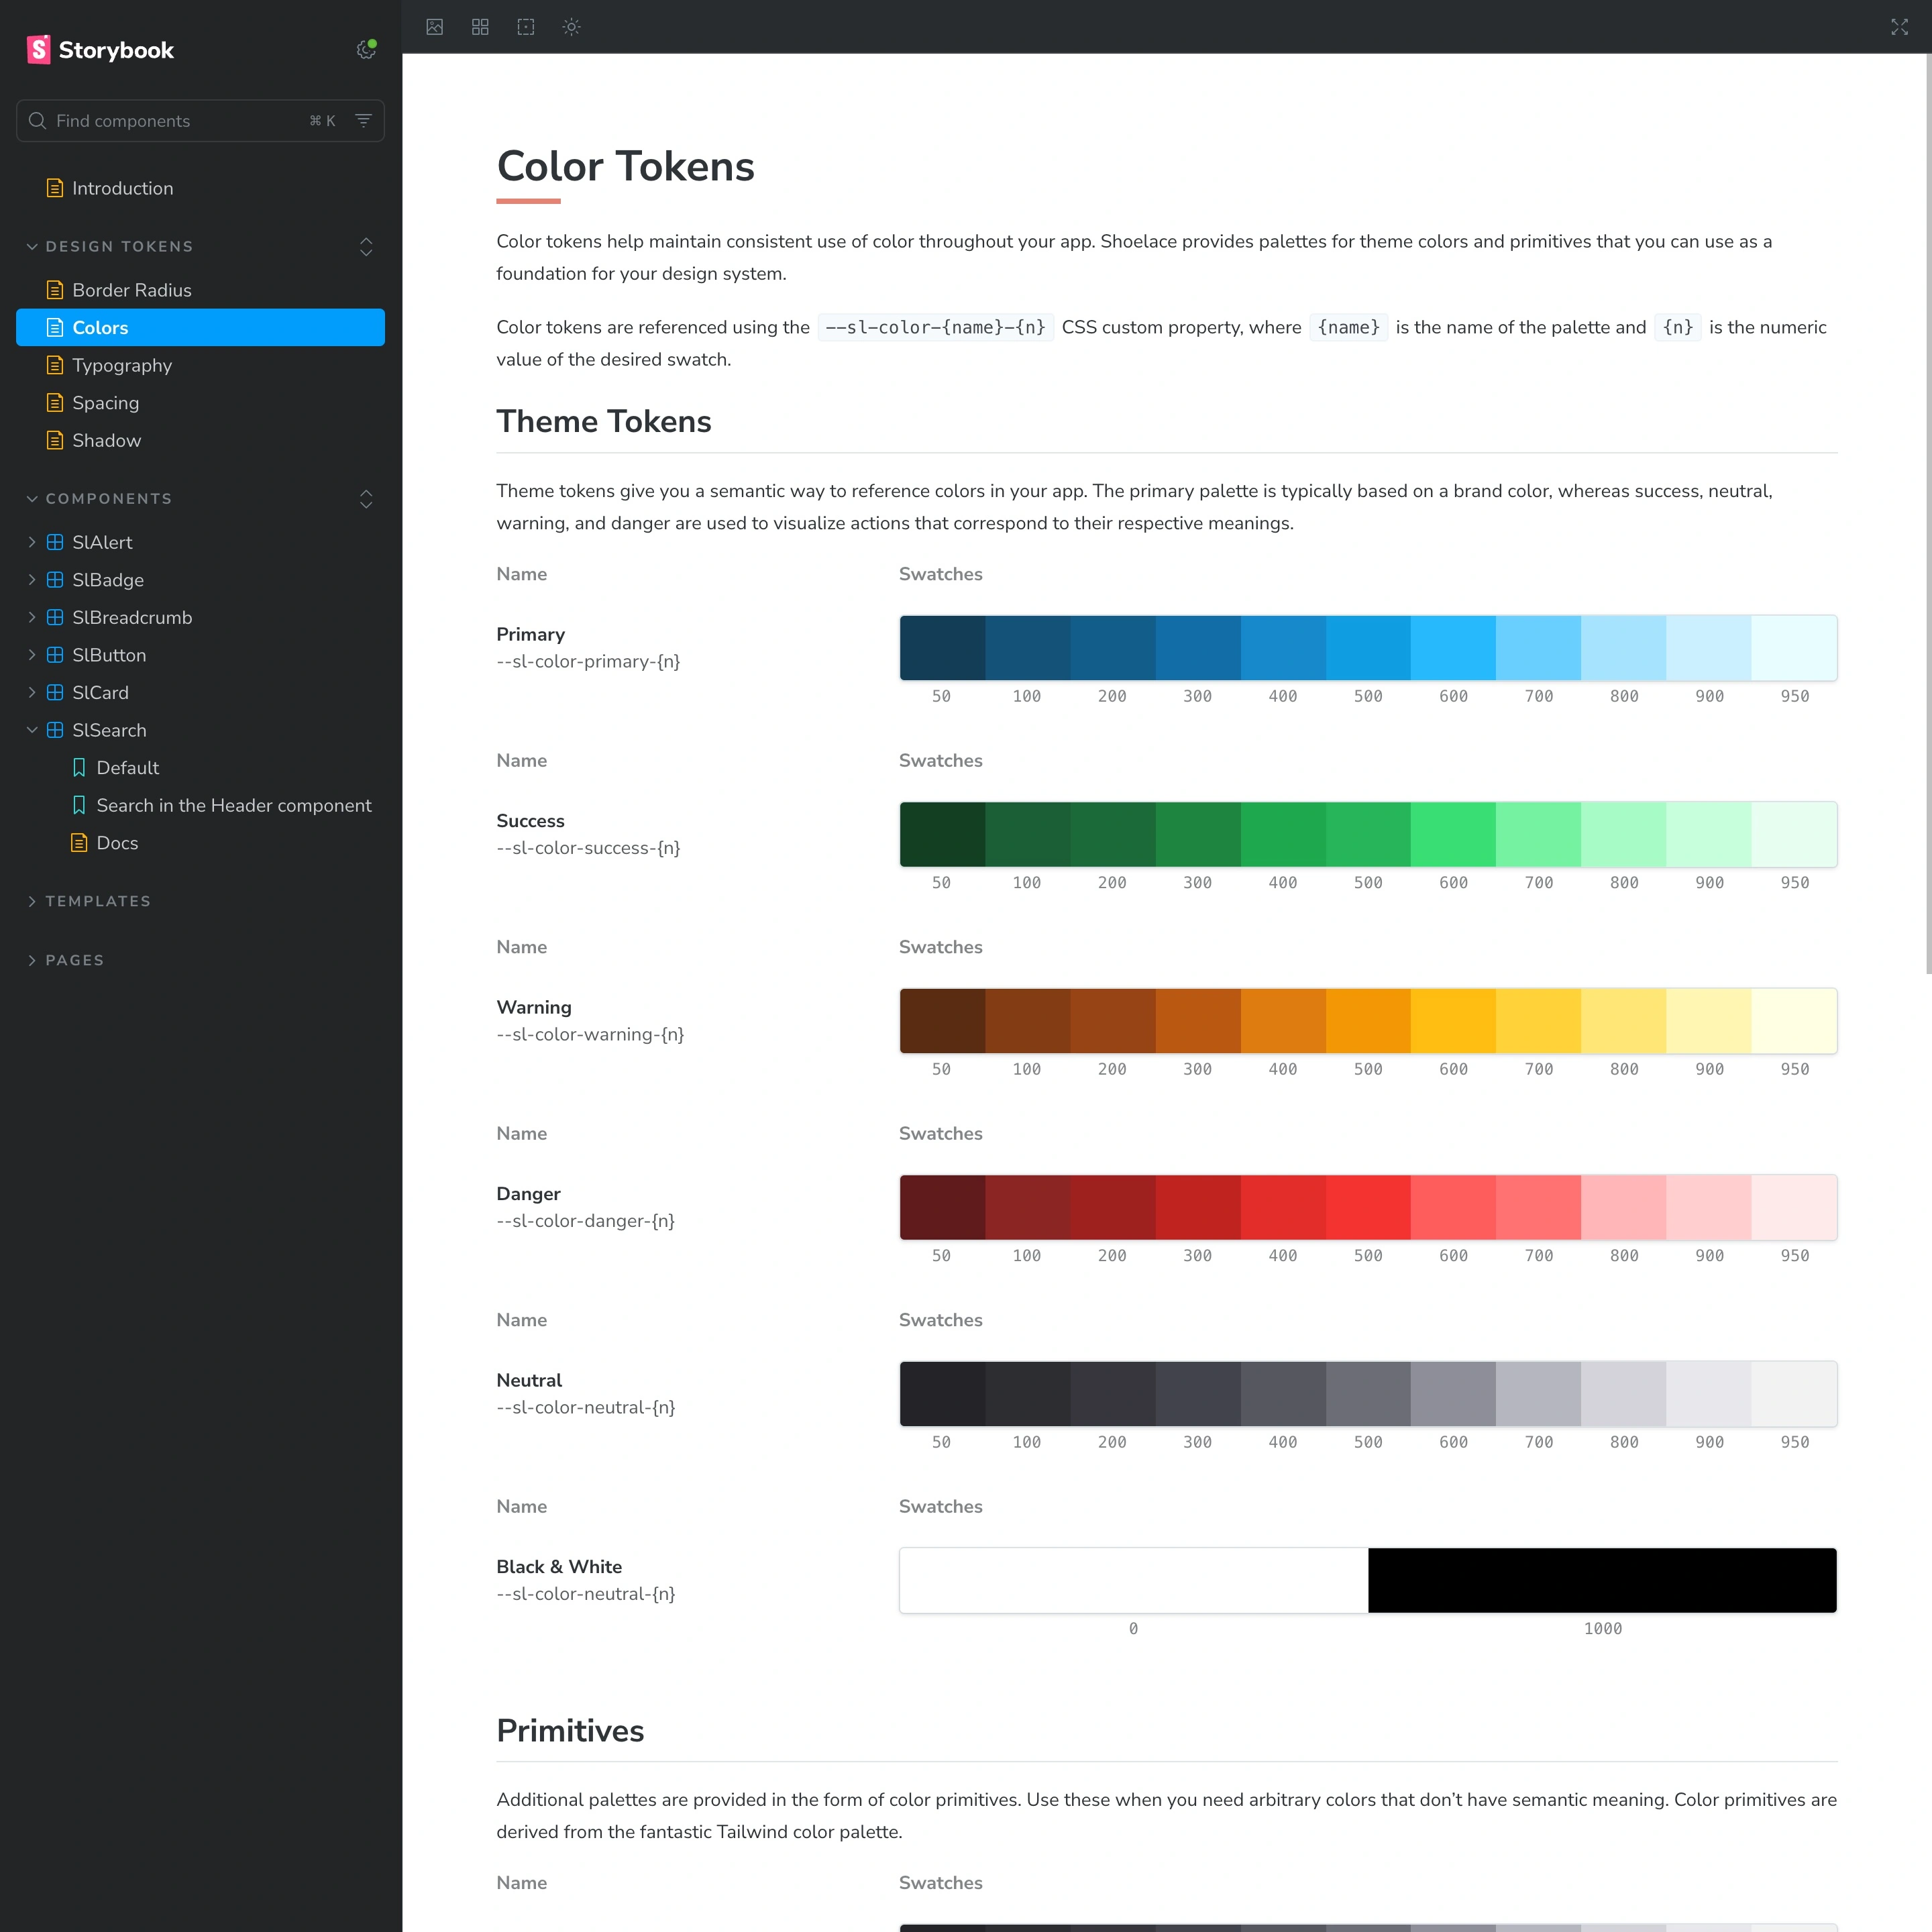 Storybook
Find components
⌘ K
Introduction
DESIGN TOKENS
Border Radius
Colors
Typography
Spacing
Shadow
COMPONENTS
SlAlert
SlBadge
SlBreadcrumb
SlButton
SlCard
SlSearch
Default
Search in the Header component
Docs
TEMPLATES
PAGES
Color Tokens
Color tokens help maintain consistent use of color throughout your app. Shoelace provides palettes for theme colors and primitives that you can use as a
foundation for your design system.
Color tokens are referenced using the --sl-color-{name}-{n} CSS custom property, where {name} is the name of the palette and {n} is the numeric
value of the desired swatch.
Theme Tokens
Theme tokens give you a semantic way to reference colors in your app. The primary palette is typically based on a brand color, whereas success, neutral,
warning, and danger are used to visualize actions that correspond to their respective meanings.
Name Swatches
Primary
--sl-color-primary-{n}
50 100 200 300 400 500 600 700 800 900 950
Name Swatches
Success
--sl-color-success-{n}
50 100 200 300 400 500 600 700 800 900 950
Name Swatches
Warning
--sl-color-warning-{n}
50 100 200 300 400 500 600 700 800 900 950
Name Swatches
Danger
--sl-color-danger-{n}
50 100 200 300 400 500 600 700 800 900 950
Name Swatches
Neutral
--sl-color-neutral-{n}
50 100 200 300 400 500 600 700 800 900 950
Name Swatches
Black & White
--sl-color-neutral-{n}
0 1000
Primitives
Additional palettes are provided in the form of color primitives. Use these when you need arbitrary colors that don’t have semantic meaning. Color primitives are
derived from the fantastic Tailwind color palette.
Name Swatches